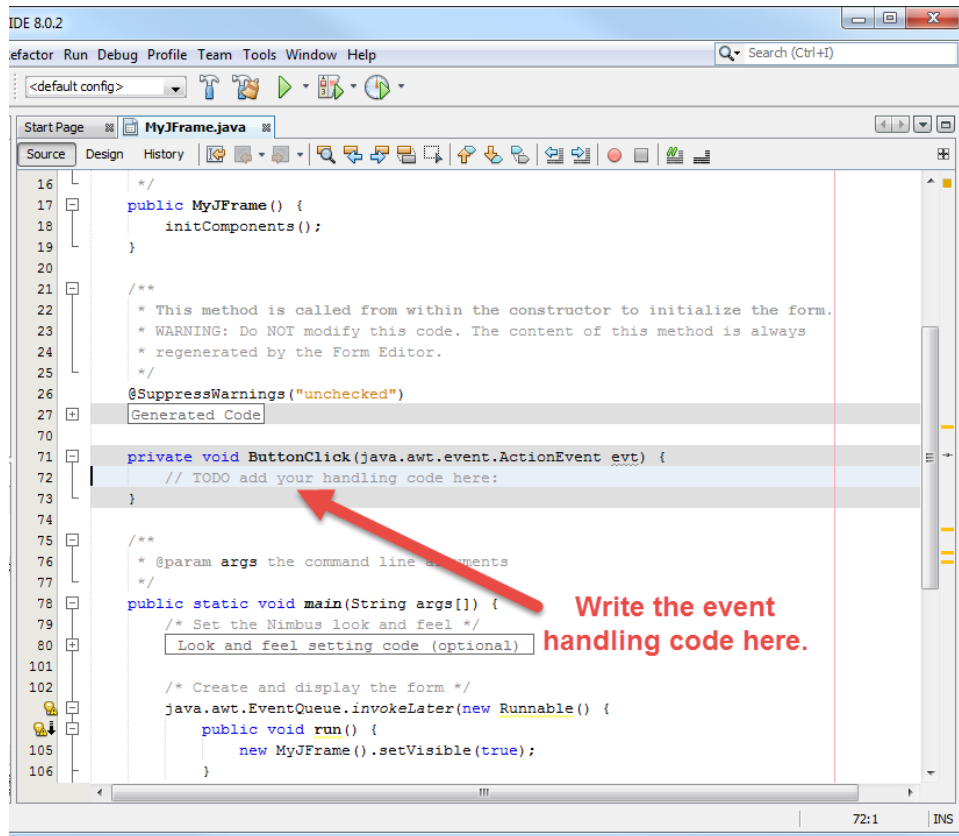 IDE 8.0.2
efactor Run Debug Profile Team Tools Window Help
Search (Ctrl+I)
<default config>
Start Page MyJFrame.java
Source Design History
16 */
17 public MyJFrame() {
18 initComponents();
19 }
20
21 /**
22 * This method is called from within the constructor to initialize the form.
23 * WARNING: Do NOT modify this code. The content of this method is always
24 * regenerated by the Form Editor.
25 */
26 @SuppressWarnings("unchecked")
27 Generated Code
70
71 private void ButtonClick(java.awt.event.ActionEvent evt) {
72 // TODO add your handling code here:
73 }
74
75 /**
76 * @param args the command line arguments
77 */
78 public static void main(String args[]) {
79 /* Set the Nimbus look and feel */
80 Look and feel setting code (optional)
101
102 /* Create and display the form */
java.awt.EventQueue.invokeLater(new Runnable() {
public void run() {
105 new MyJFrame().setVisible(true);
106 }
Write the event
handling code here.
72:1 INS